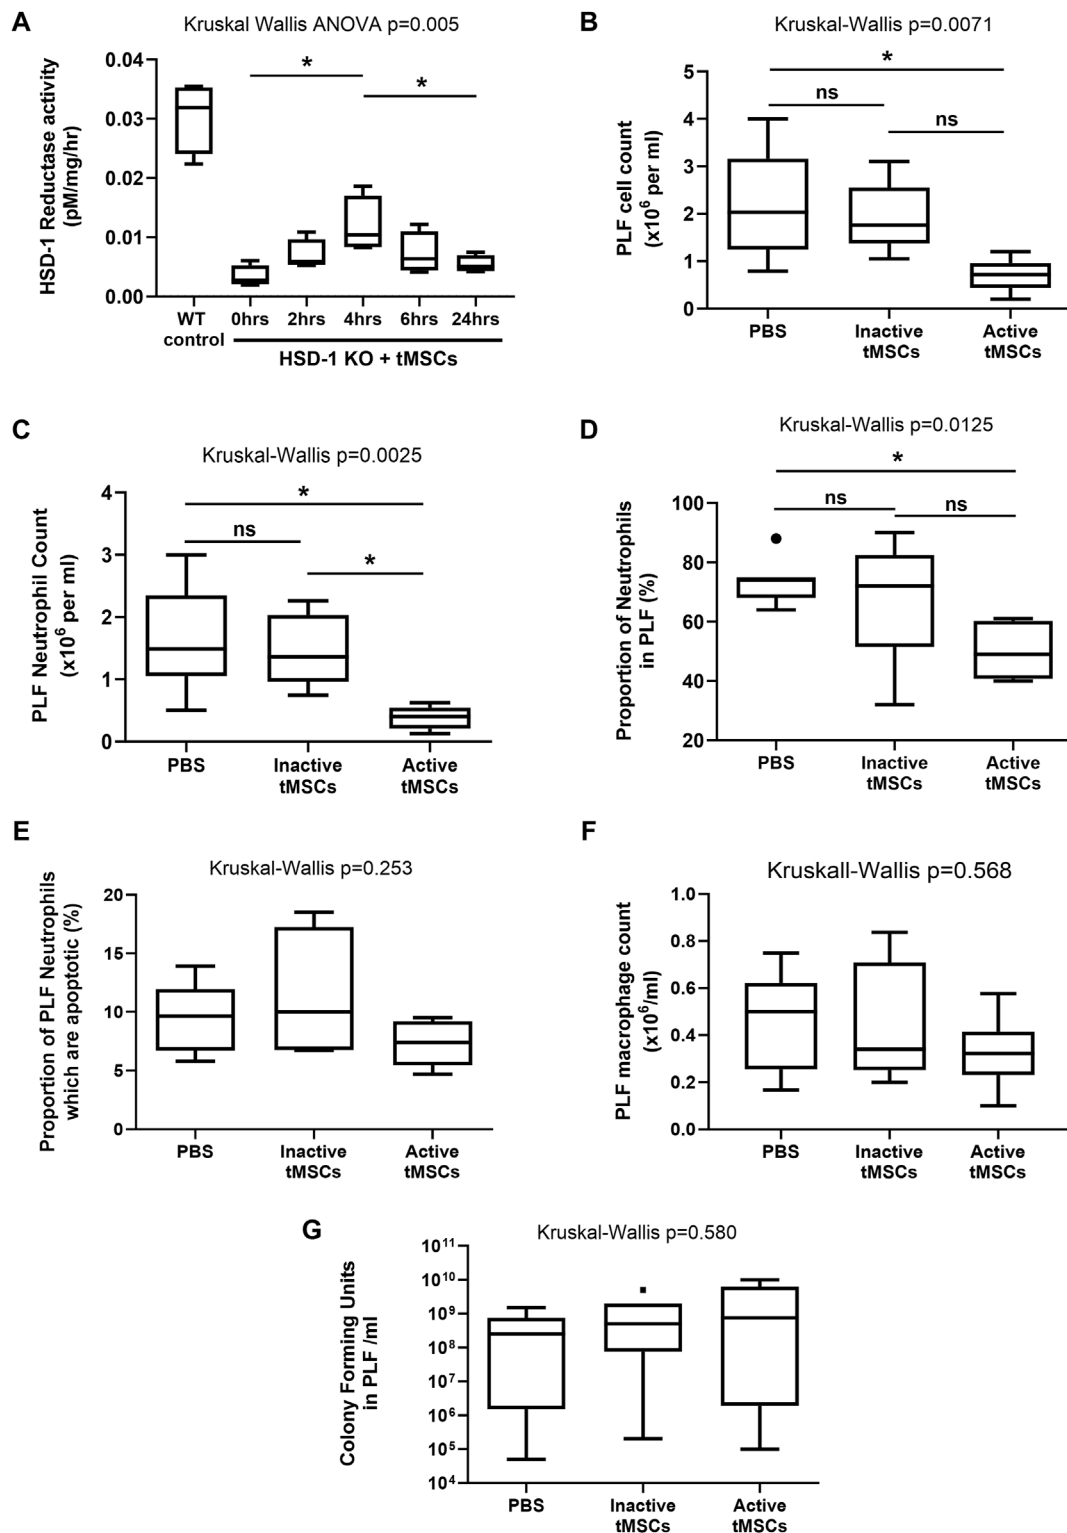 A
Kruskal Wallis ANOVA p=0.005
HSD-1 Reductase activity
(pM/mg/hr)
0.04
0.03
0.02
0.01
0.00
*
*
WT
control
0hrs
2hrs
4hrs
6hrs
24hrs
HSD-1 KO + tMSCs
B
Kruskal-Wallis p=0.0071
PLF cell count
(x10⁶ per ml)
5
4
3
2
1
0
*
ns
ns
PBS
Inactive
tMSCs
Active
tMSCs
C
Kruskal-Wallis p=0.0025
PLF Neutrophil Count
(x10⁶ per ml)
4
3
2
1
0
*
ns
*
PBS
Inactive
tMSCs
Active
tMSCs
D
Kruskal-Wallis p=0.0125
Proportion of Neutrophils
in PLF (%)
100
80
60
40
20
*
ns
ns
PBS
Inactive
tMSCs
Active
tMSCs
E
Kruskal-Wallis p=0.253
Proportion of PLF Neutrophils
which are apoptotic (%)
20
15
10
5
0
PBS
Inactive
tMSCs
Active
tMSCs
F
Kruskall-Wallis p=0.568
PLF macrophage count
(x10⁶/ml)
1.0
0.8
0.6
0.4
0.2
0.0
PBS
Inactive
tMSCs
Active
tMSCs
G
Kruskal-Wallis p=0.580
Colony Forming Units
in PLF /ml
10¹¹
10¹⁰
10⁹
10⁸
10⁷
10⁶
10⁵
10⁴
PBS
Inactive
tMSCs
Active
tMSCs